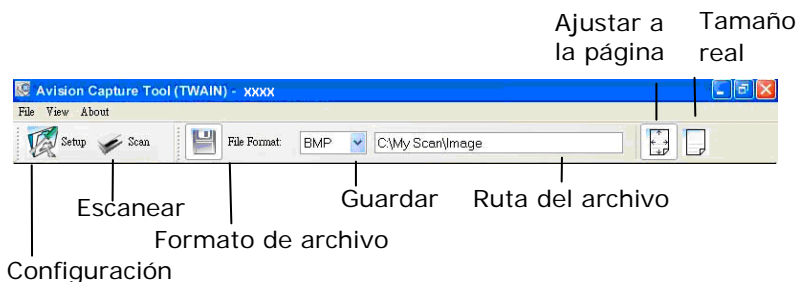 Ajustar a
la página
Tamaño
real
Avision Capture Tool (TWAIN) - xxxx
File View About
Setup Scan File Format: BMP C:\My Scan\Image
Escanear
Guardar
Ruta del archivo
Formato de archivo
Configuración